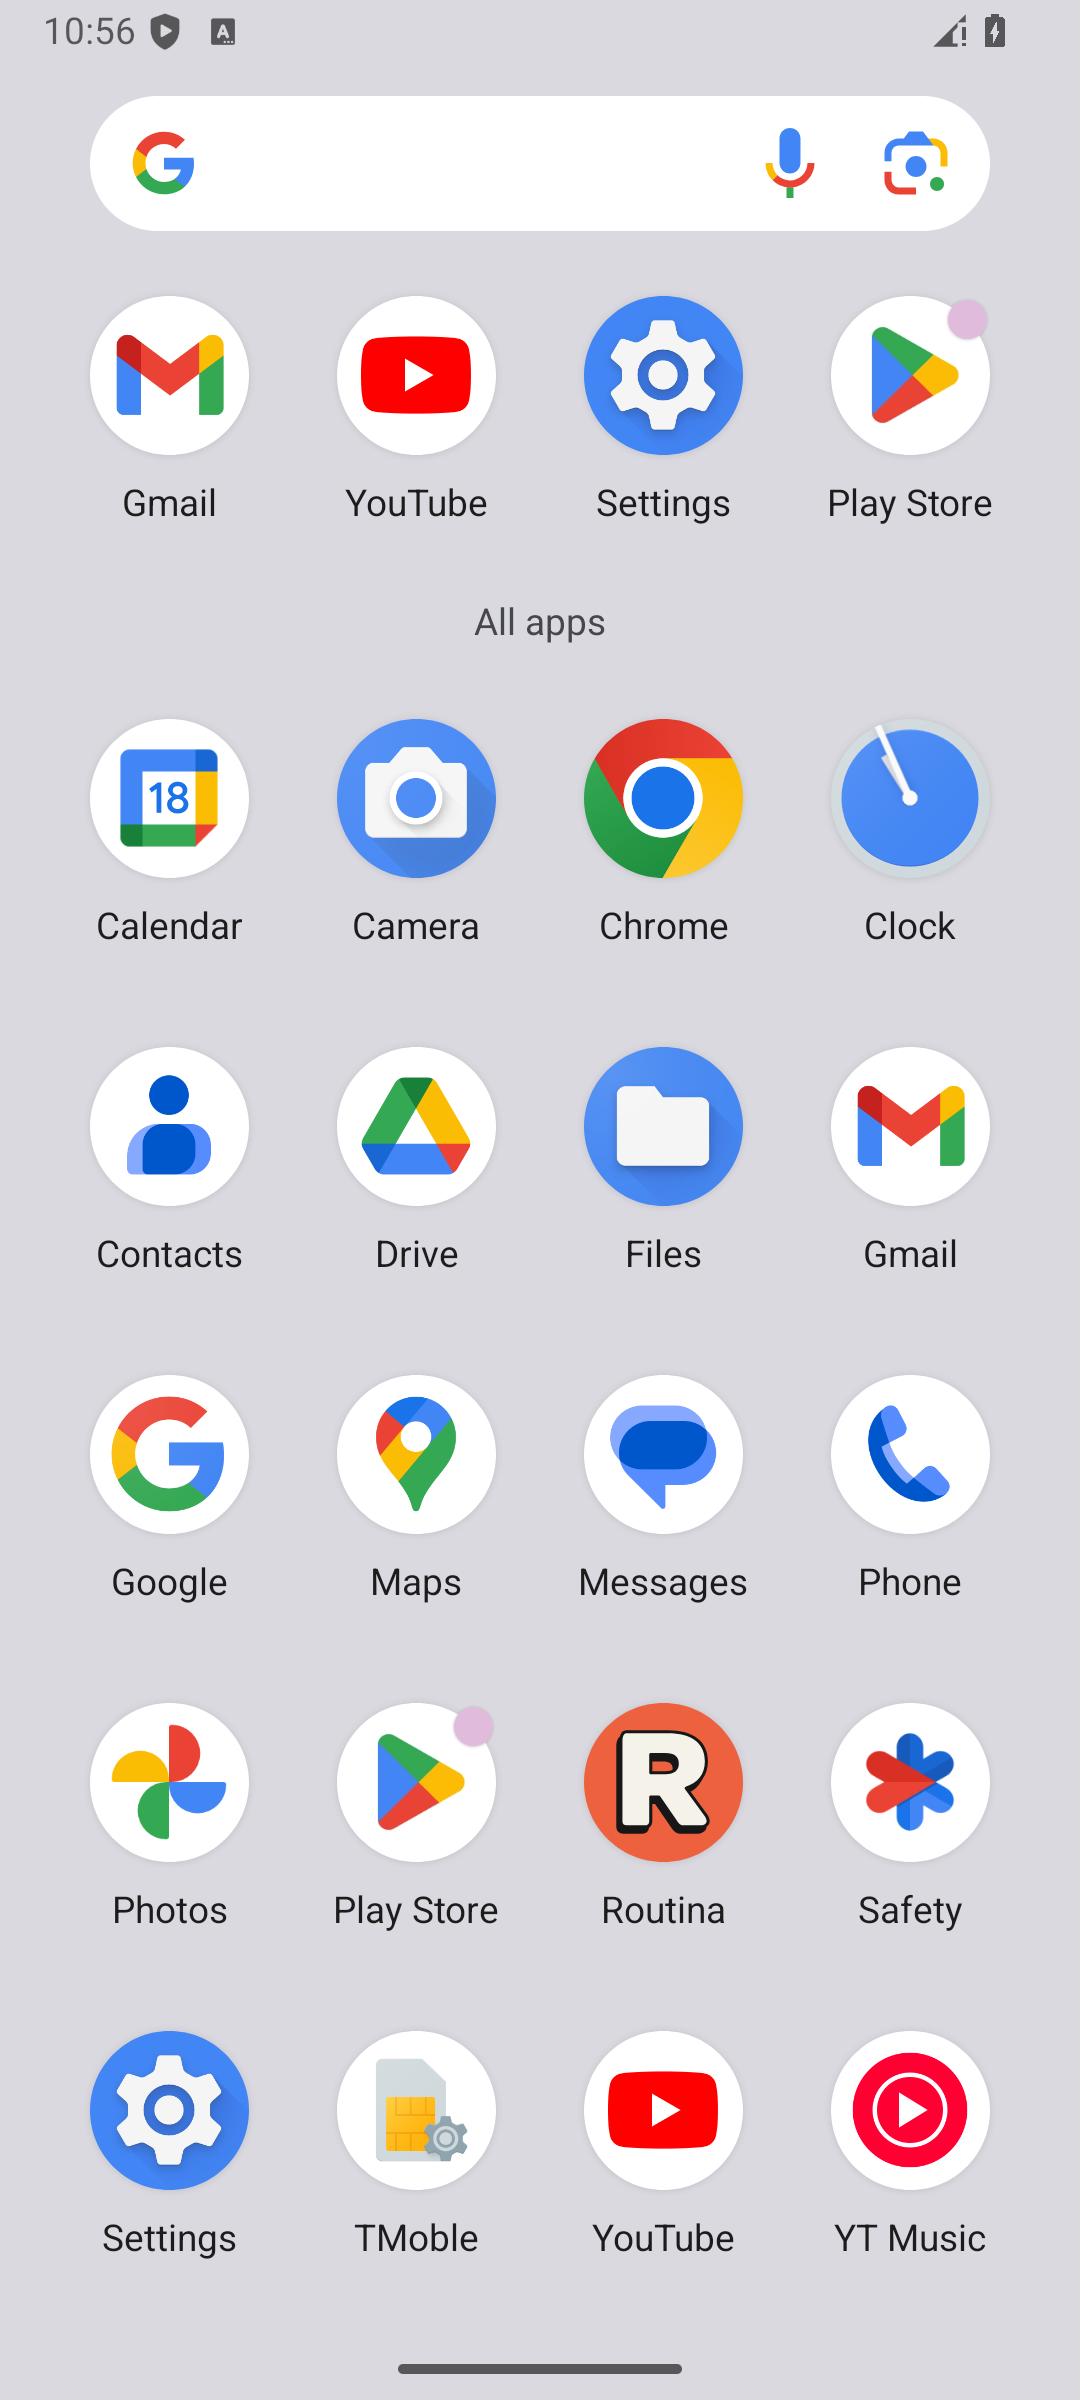 10:56
Gmail YouTube Settings Play Store
All apps
18
Calendar Camera Chrome Clock
Contacts Drive Files Gmail
Google Maps Messages Phone
R
Photos Play Store Routina Safety
Settings TMoble YouTube YT Music